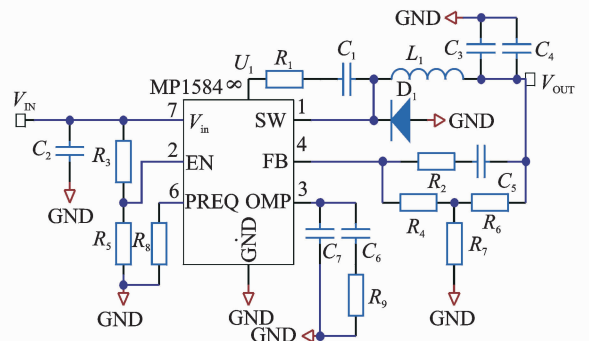 GND
U1
R1
C1
L1
C3
C4
MP1584
∞
D1
VOUT
VIN
7
Vin
SW
1
GND
C2
R3
2
EN
FB
4
R2
C5
GND
6
PREQ
OMP
3
R4
R6
R5
R8
GND
C7
C6
R7
R9
GND
GND
GND
GND